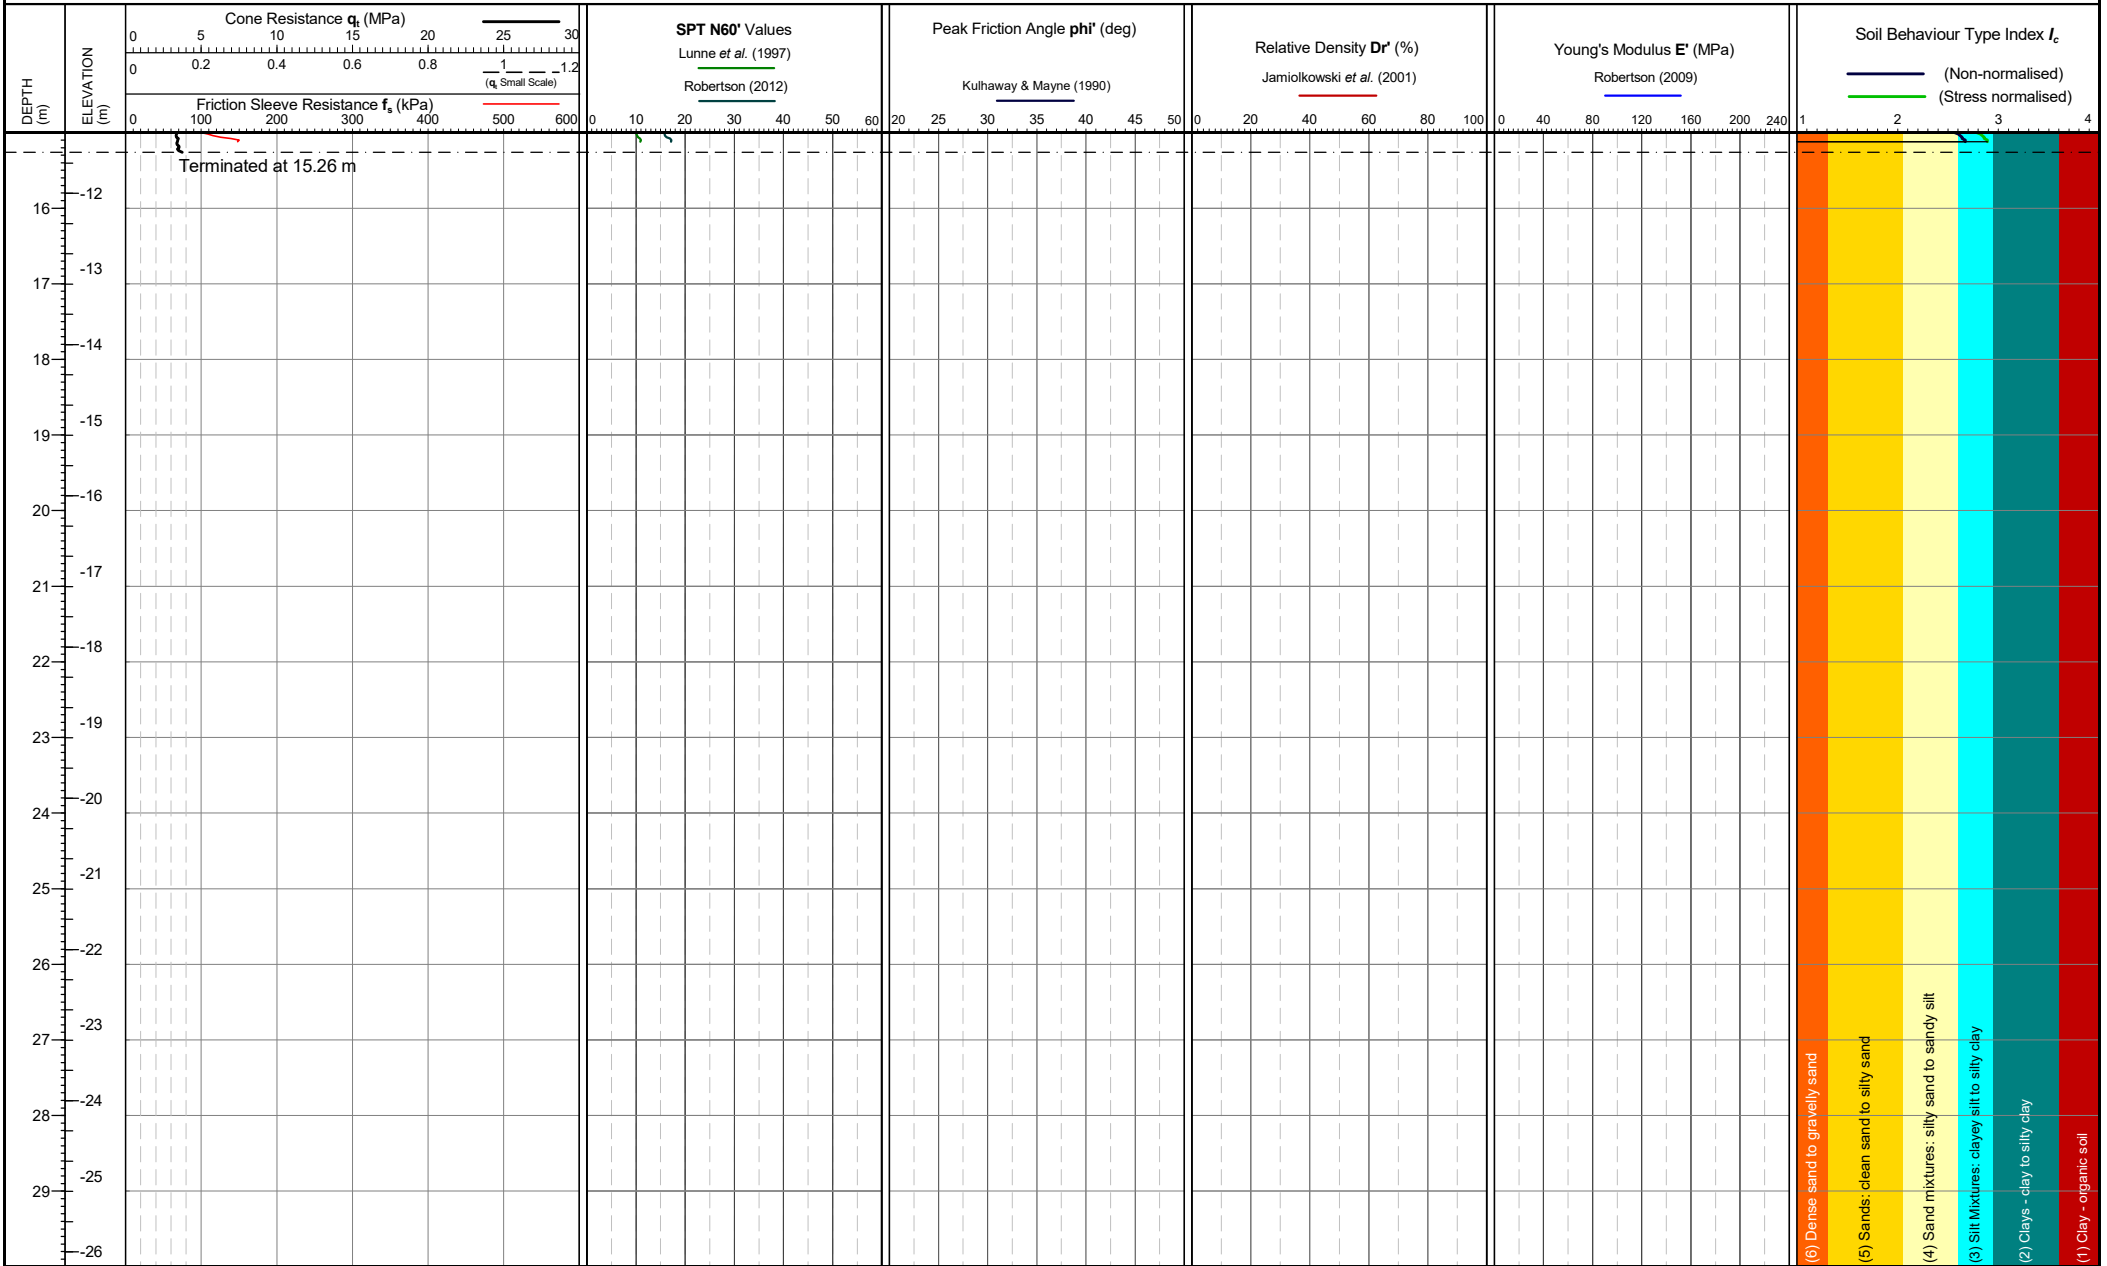 DEPTH
(m)
ELEVATION
(m)
Cone Resistance qt (MPa)
0 5 10 15 20 25 30
0 0.2 0.4 0.6 0.8 1 1.2
(qt Small Scale)
Friction Sleeve Resistance fs (kPa)
0 100 200 300 400 500 600
SPT N60' Values
Lunne et al. (1997)
Robertson (2012)
0 10 20 30 40 50 60
Peak Friction Angle phi' (deg)
Kulhaway & Mayne (1990)
20 25 30 35 40 45 50
Relative Density Dr' (%)
Jamiolkowski et al. (2001)
0 20 40 60 80 100
Young's Modulus E' (MPa)
Robertson (2009)
0 40 80 120 160 200 240
Soil Behaviour Type Index Ic
(Non-normalised)
(Stress normalised)
1 2 3 4
Terminated at 15.26 m
-12
16
-13
17
-14
18
-15
19
-16
20
-17
21
-18
22
-19
23
-20
24
-21
25
-22
26
-23
27
-24
28
-25
29
-26
(6) Dense sand to gravelly sand
(5) Sands: clean sand to silty sand
(4) Sand mixtures: silty sand to sandy silt
(3) Silt Mixtures: clayey silt to silty clay
(2) Clays - clay to silty clay
(1) Clay - organic soil